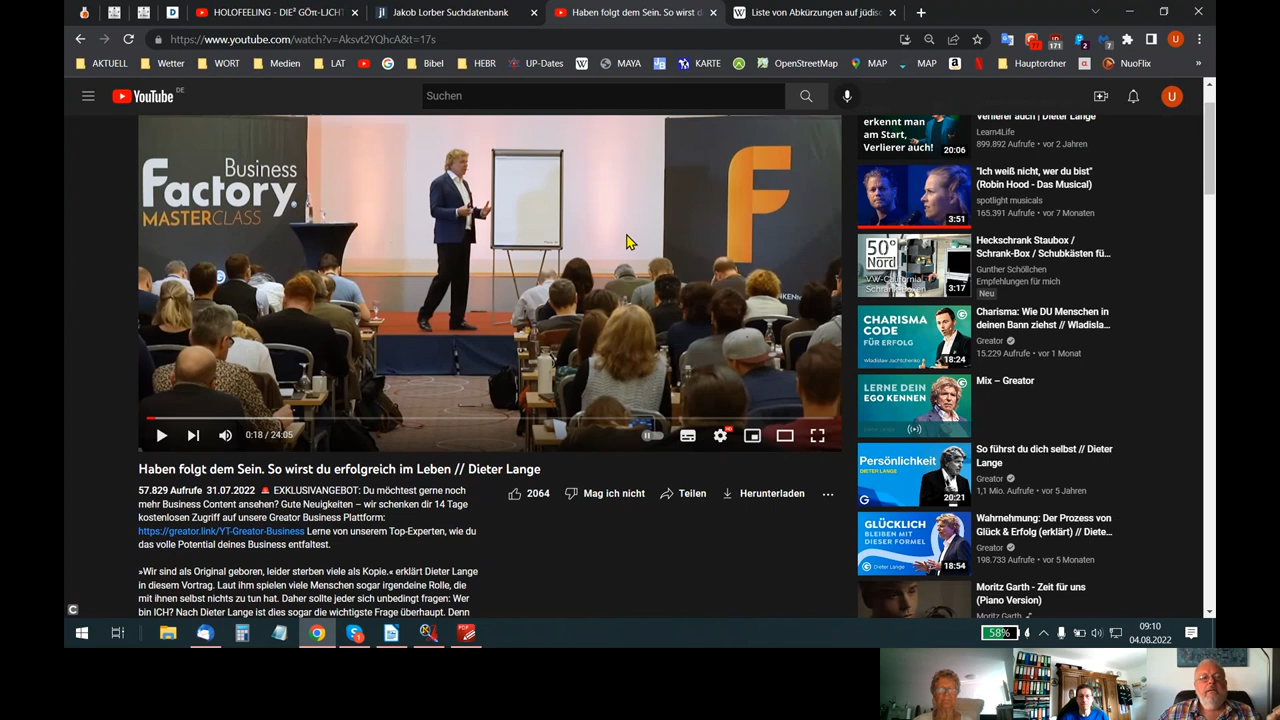 HOLOFEELING - DIE² GÖπ-LJCHT
Jakob Lorber Suchdatenbank
Haben folgt dem Sein. So wirst d
Liste von Abkürzungen auf jüdis
https://www.youtube.com/watch?v=Aksvt2YQhcA&t=17s
AKTUELL Wetter WORT Medien LAT Bibel HEBR UP-Dates MAYA KARTE OpenStreetMap MAP MAP Hauptordner NuoFlix »
YouTube DE
Suchen
U
Business
Factory.
MASTERCLASS
F
0:18 / 24:05
Haben folgt dem Sein. So wirst du erfolgreich im Leben // Dieter Lange
57.829 Aufrufe 31.07.2022 🚨 EXKLUSIVANGEBOT: Du möchtest gerne noch
mehr Business Content ansehen? Gute Neuigkeiten – wir schenken dir 14 Tage
kostenlosen Zugriff auf unsere Greator Business Plattform:
https://greator.link/YT-Greator-Business Lerne von unserem Top-Experten, wie du
das volle Potential deines Business entfaltest.
»Wir sind als Original geboren, leider sterben viele als Kopie.« erklärt Dieter Lange
in diesem Vortrag. Laut ihm spielen viele Menschen sogar irgendeine Rolle, die
mit ihnen selbst nichts zu tun hat. Daher sollte jeder sich unbedingt fragen: Wer
bin ICH? Nach Dieter Lange ist dies sogar die wichtigste Frage überhaupt. Denn
2064 Mag ich nicht Teilen Herunterladen
erkennt man
am Start,
Verlierer auch!
20:06
Verlierer auch | Dieter Lange
Learn4Life
899.892 Aufrufe • vor 2 Jahren
3:51
"Ich weiß nicht, wer du bist"
(Robin Hood - Das Musical)
spotlight musicals
165.391 Aufrufe • vor 7 Monaten
50°
Nord
VW-California
3:17
Heckschrank Staubox /
Schrank-Box / Schubkästen fü...
Gunther Schöllchen
Empfehlungen für mich
Neu
CHARISMA
CODE
FÜR ERFOLG
Wladislaw Jachtchenko
18:24
Charisma: Wie DU Menschen in
deinen Bann ziehst // Wladisla...
Greator
15.229 Aufrufe • vor 1 Monat
LERNE DEIN
EGO KENNEN
Mix – Greator
Persönlichkeit
DIETER LANGE
20:21
So führst du dich selbst // Dieter
Lange
Greator
1,1 Mio. Aufrufe • vor 5 Jahren
GLÜCKLICH
BLEIBEN MIT
DIESER FORMEL
Dieter Lange
18:54
Wahrnehmung: Der Prozess von
Glück & Erfolg (erklärt) // Diete...
Greator
198.733 Aufrufe • vor 5 Monaten
Moritz Garth - Zeit für uns
(Piano Version)
Moritz Garth
58%
09:10
04.08.2022